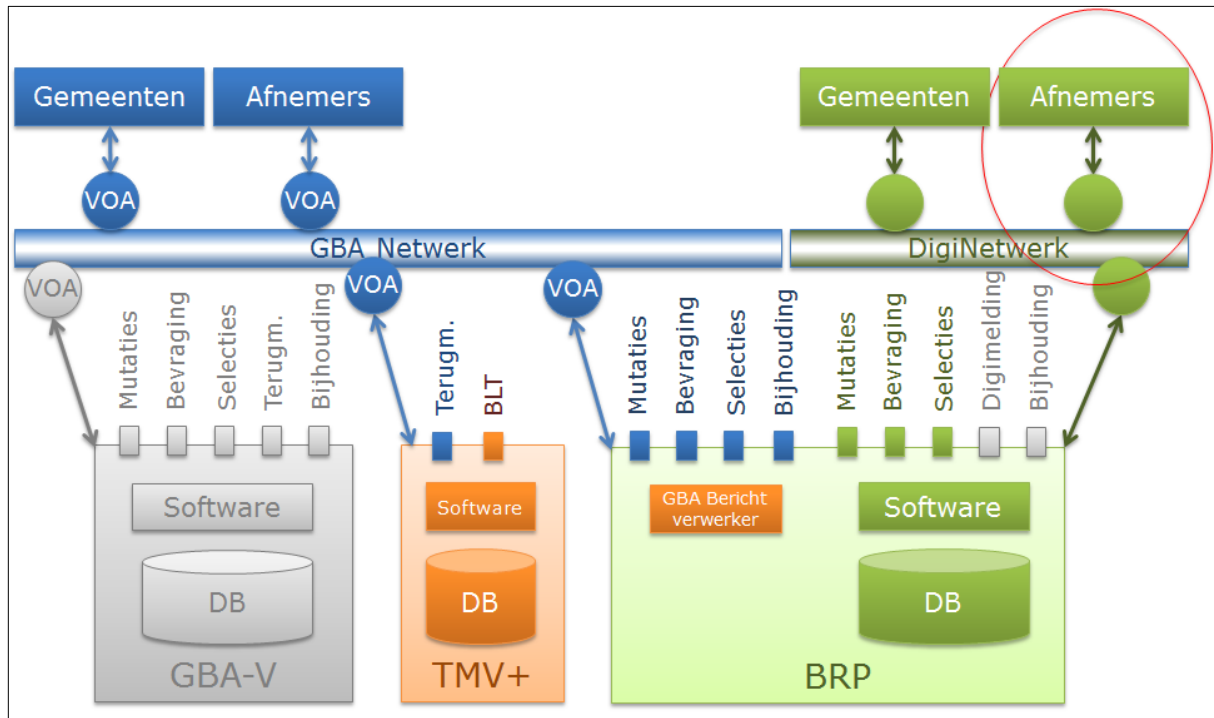 Gemeenten
Afnemers
Gemeenten
Afnemers
VOA
VOA
GBA Netwerk
DigiNetwerk
VOA
VOA
VOA
Mutaties
Bevraging
Selecties
Terugm.
Bijhouding
Terugm.
BLT
Mutaties
Bevraging
Selecties
Bijhouding
Mutaties
Bevraging
Selecties
Digimelding
Bijhouding
Software
DB
GBA-V
Software
DB
TMV+
GBA Bericht
verwerker
Software
DB
BRP